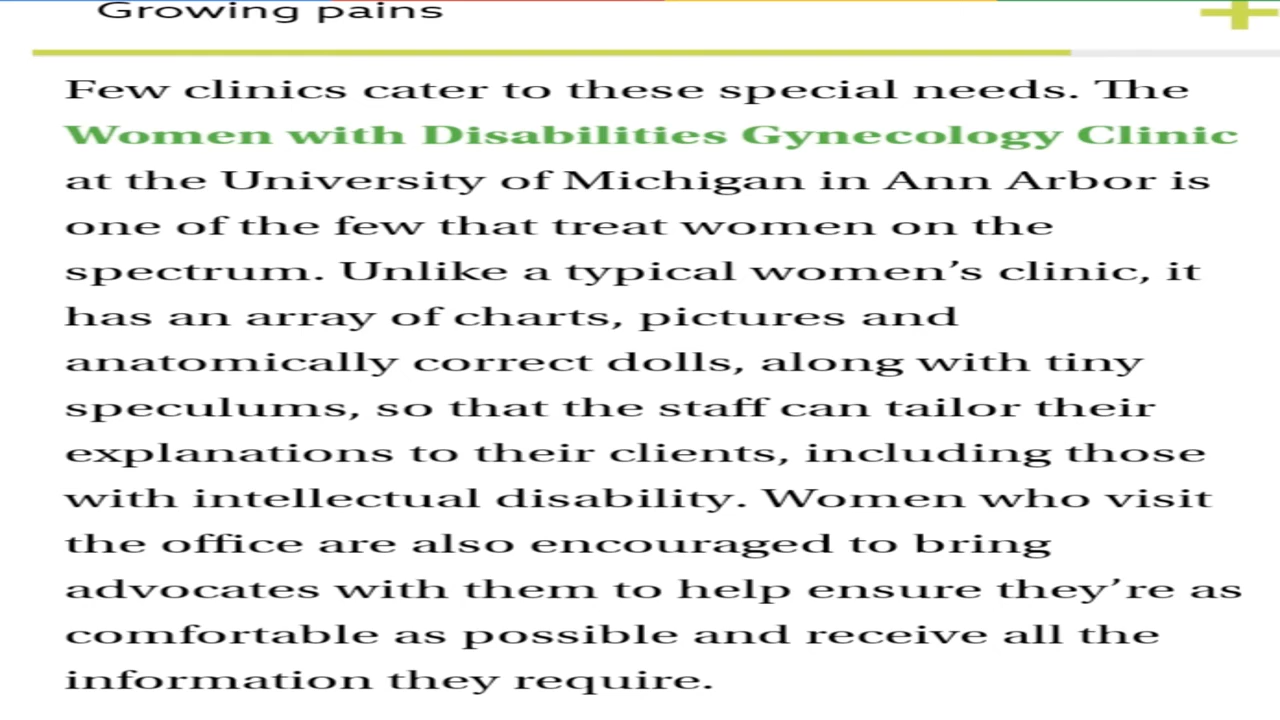 Growing pains
Few clinics cater to these special needs. The
Women with Disabilities Gynecology Clinic
at the University of Michigan in Ann Arbor is
one of the few that treat women on the
spectrum. Unlike a typical women’s clinic, it
has an array of charts, pictures and
anatomically correct dolls, along with tiny
speculums, so that the staff can tailor their
explanations to their clients, including those
with intellectual disability. Women who visit
the office are also encouraged to bring
advocates with them to help ensure they’re as
comfortable as possible and receive all the
information they require.